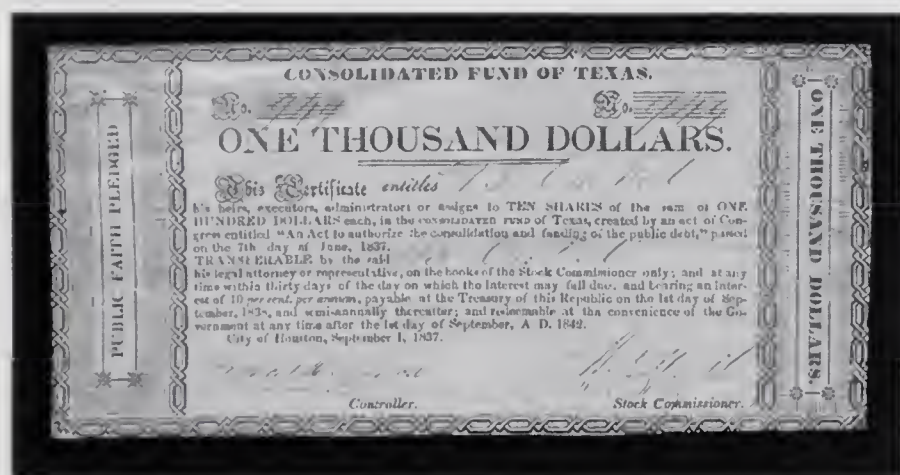 CONSOLIDATED FUND OF TEXAS.
No. No.
ONE THOUSAND DOLLARS.
This Certificate entitles
his heirs, executors, administrators or assigns to TEN SHARES of the sum of ONE
HUNDRED DOLLARS each, in the CONSOLIDATED FUND of Texas, created by an act of Con-
gress entitled "An Act to authorize the consolidation and funding of the public debt," passed
on the 7th day of June, 1837.
TRANSFERABLE by the said
his legal attorney or representative, on the books of the Stock Commissioner only; and at any
time within thirty days of the day on which the interest may fall due, and bearing an inter-
est of 10 per cent. per annum, payable at the Treasury of this Republic on the 1st day of Sep-
tember, 1838, and semi-annually thereafter; and redeemable at the convenience of the Go-
vernment at any time after the 1st day of September, A. D. 1842.
City of Houston, September 1, 1837.
Controller. Stock Commissioner.
PUBLIC FAITH PLEDGED
ONE THOUSAND DOLLARS.